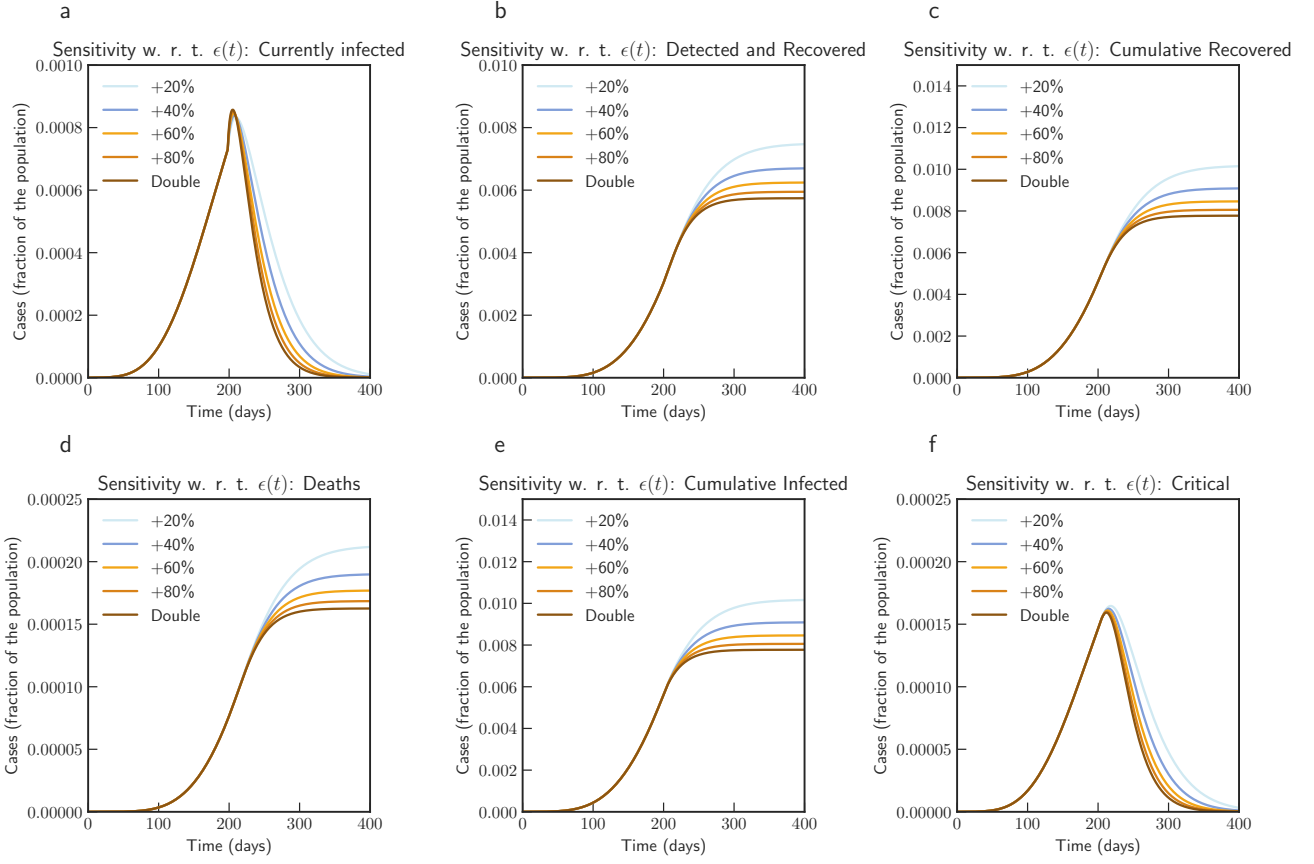 a
Sensitivity w. r. t. ϵ(t): Currently infected
Cases (fraction of the population)
0.0010
0.0008
0.0006
0.0004
0.0002
0.0000
+20%
+40%
+60%
+80%
Double
0 100 200 300 400
Time (days)
b
Sensitivity w. r. t. ϵ(t): Detected and Recovered
Cases (fraction of the population)
0.010
0.008
0.006
0.004
0.002
0.000
+20%
+40%
+60%
+80%
Double
0 100 200 300 400
Time (days)
c
Sensitivity w. r. t. ϵ(t): Cumulative Recovered
Cases (fraction of the population)
0.014
0.012
0.010
0.008
0.006
0.004
0.002
0.000
+20%
+40%
+60%
+80%
Double
0 100 200 300 400
Time (days)
d
Sensitivity w. r. t. ϵ(t): Deaths
Cases (fraction of the population)
0.00025
0.00020
0.00015
0.00010
0.00005
0.00000
+20%
+40%
+60%
+80%
Double
0 100 200 300 400
Time (days)
e
Sensitivity w. r. t. ϵ(t): Cumulative Infected
Cases (fraction of the population)
0.014
0.012
0.010
0.008
0.006
0.004
0.002
0.000
+20%
+40%
+60%
+80%
Double
0 100 200 300 400
Time (days)
f
Sensitivity w. r. t. ϵ(t): Critical
Cases (fraction of the population)
0.00025
0.00020
0.00015
0.00010
0.00005
0.00000
+20%
+40%
+60%
+80%
Double
0 100 200 300 400
Time (days)